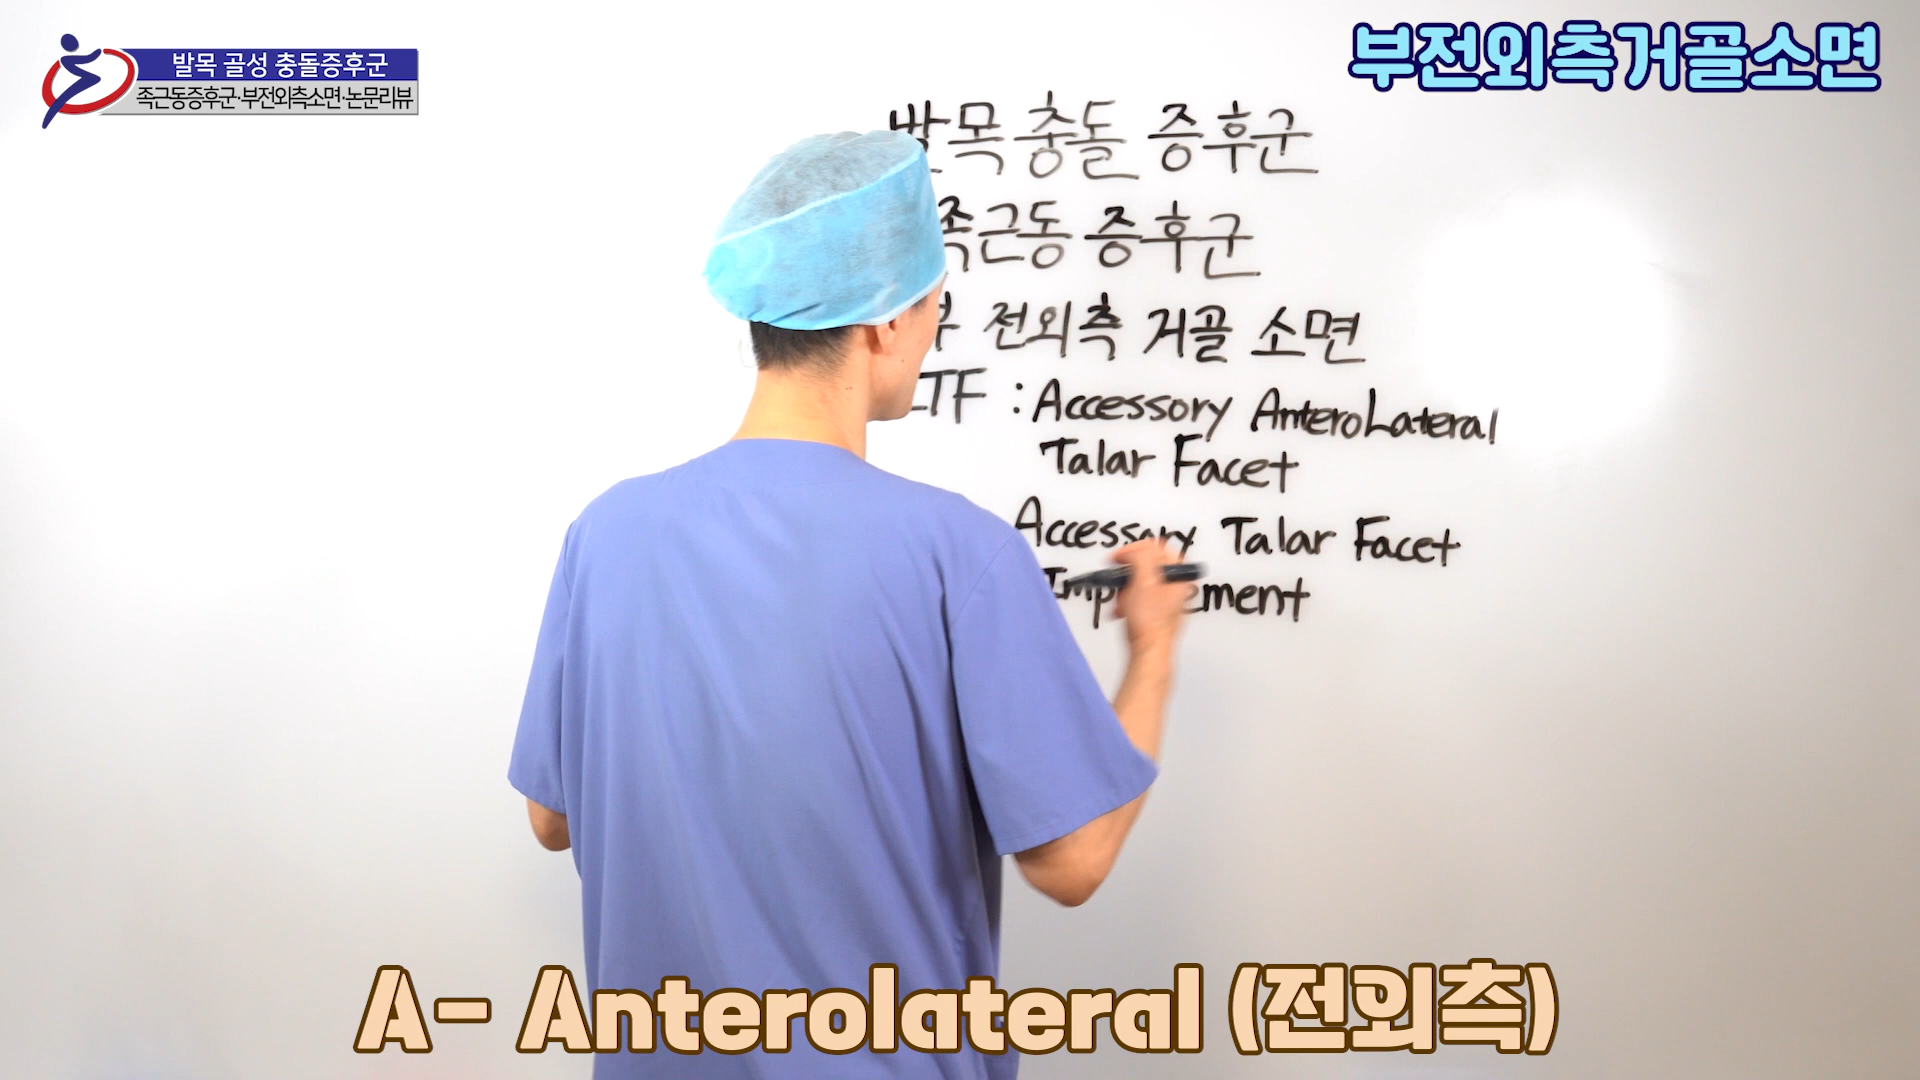 발목 골성 충돌증후군
족근동증후군·부전외측소면·논문리뷰
부전외측거골소면
발목 충돌 증후군
족근동 증후군
부 전외측 거골 소면
LTF : Accessory AnteroLateral
Talar Facet
Accessory Talar Facet
A- Anterolateral (전외측)